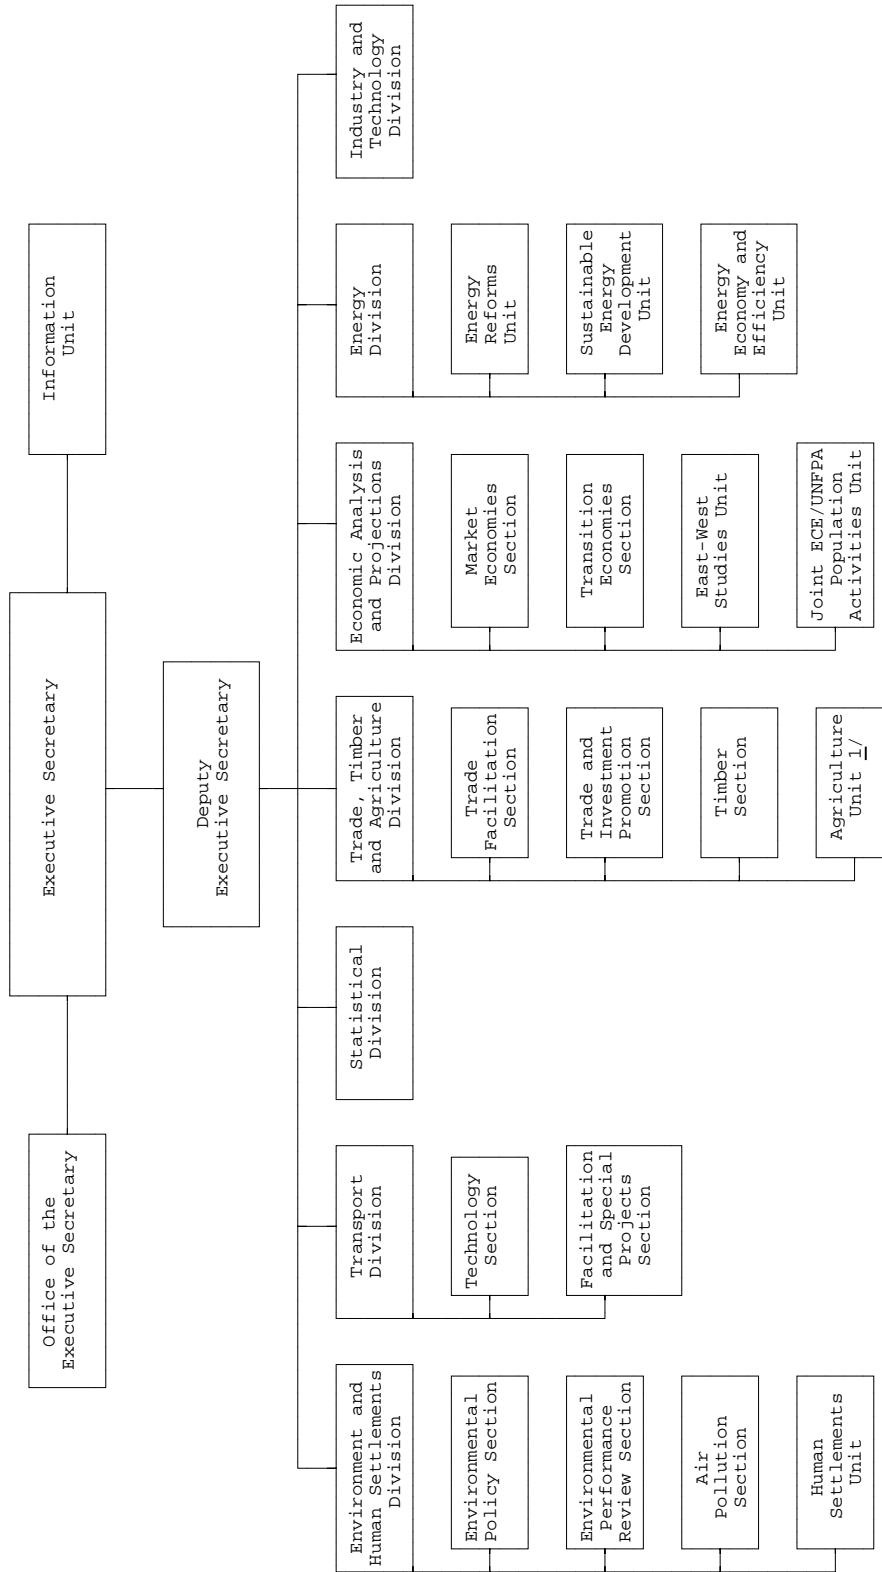 Office of the
Executive Secretary
Executive Secretary
Information
Unit
Deputy
Executive Secretary
Environment and
Human Settlements
Division
Transport
Division
Statistical
Division
Trade, Timber
and Agriculture
Division
Economic Analysis
and Projections
Division
Energy
Division
Industry and
Technology
Division
Environmental
Policy Section
Technology
Section
Trade
Facilitation
Section
Market
Economies
Section
Energy
Reforms
Unit
Environmental
Performance
Review Section
Facilitation
and Special
Projects
Section
Trade and
Investment
Promotion
Section
Transition
Economies
Section
Sustainable
Energy
Development
Unit
Air
Pollution
Section
Timber
Section
East-West
Studies Unit
Energy
Economy and
Efficiency
Unit
Human
Settlements
Unit
Agriculture
Unit 1/
Joint ECE/UNFPA
Population
Activities Unit